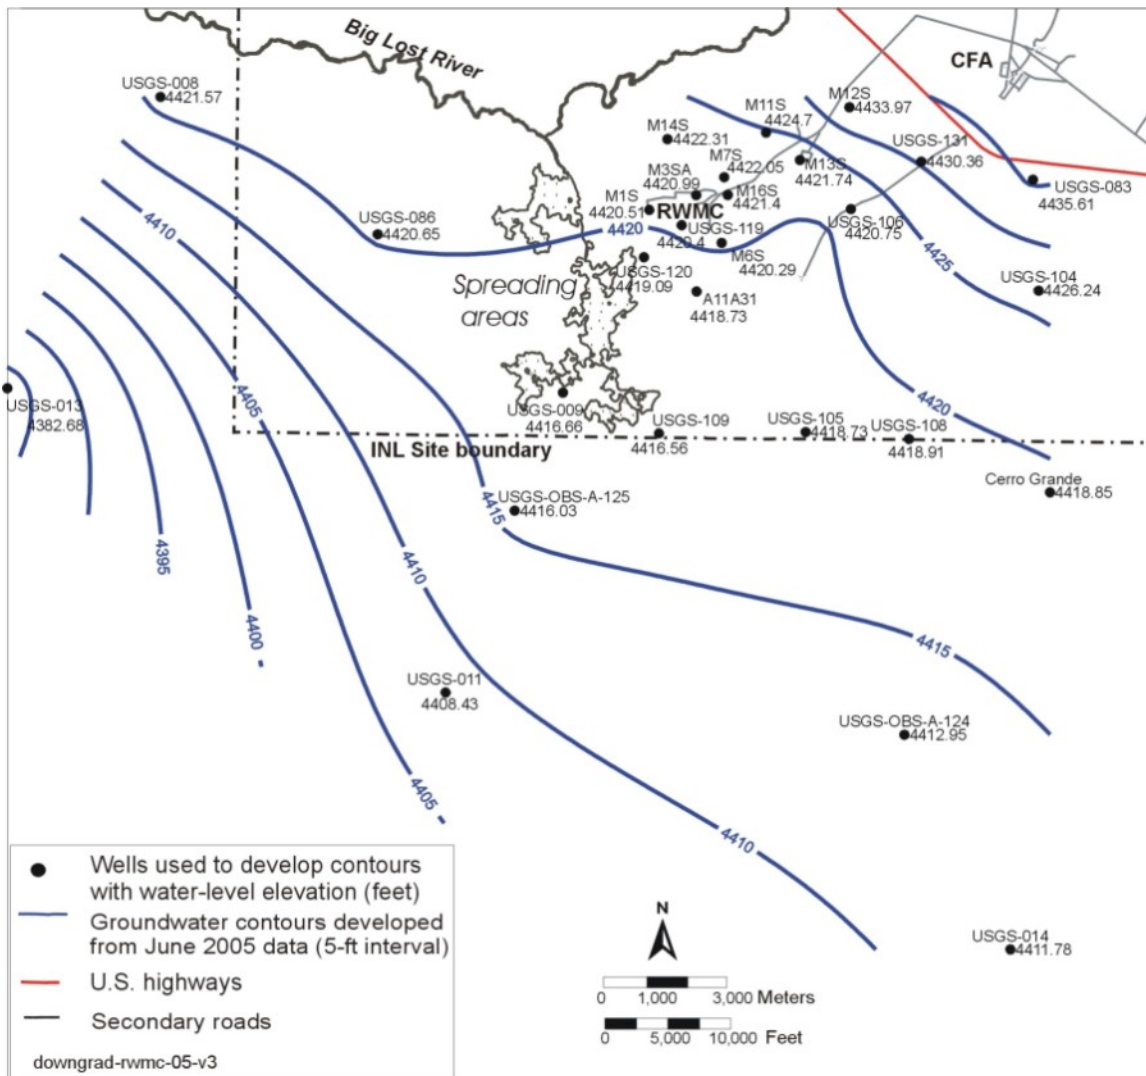 Big Lost River
CFA
USGS-008
4421.57
M12S
4433.97
M11S
4424.7
M14S
4422.31
USGS-131
4430.36
M7S
4422.05
M13S
4421.74
M3SA
4420.99
USGS-083
4435.61
M16S
4421.4
M1S
4420.51
RWMC
USGS-106
4420.75
USGS-086
4420.65
4420
USGS-119
4420.4
M6S
4420.29
4410
4425
USGS-120
4419.09
USGS-104
4426.24
Spreading
areas
A11A31
4418.73
USGS-013
4382.68
4405
USGS-009
4416.66
4420
USGS-109
4416.56
USGS-105
4418.73
USGS-108
4418.91
INL Site boundary
Cerro Grande
4418.85
USGS-OBS-A-125
4416.03
4415
4395
4410
4400
4415
USGS-011
4408.43
USGS-OBS-A-124
4412.95
4405
4410
Wells used to develop contours
with water-level elevation (feet)
Groundwater contours developed
from June 2005 data (5-ft interval)
U.S. highways
Secondary roads
downgrad-rwmc-05-v3
N
0 1,000 3,000 Meters
Feet
0 5,000 10,000
USGS-014
4411.78